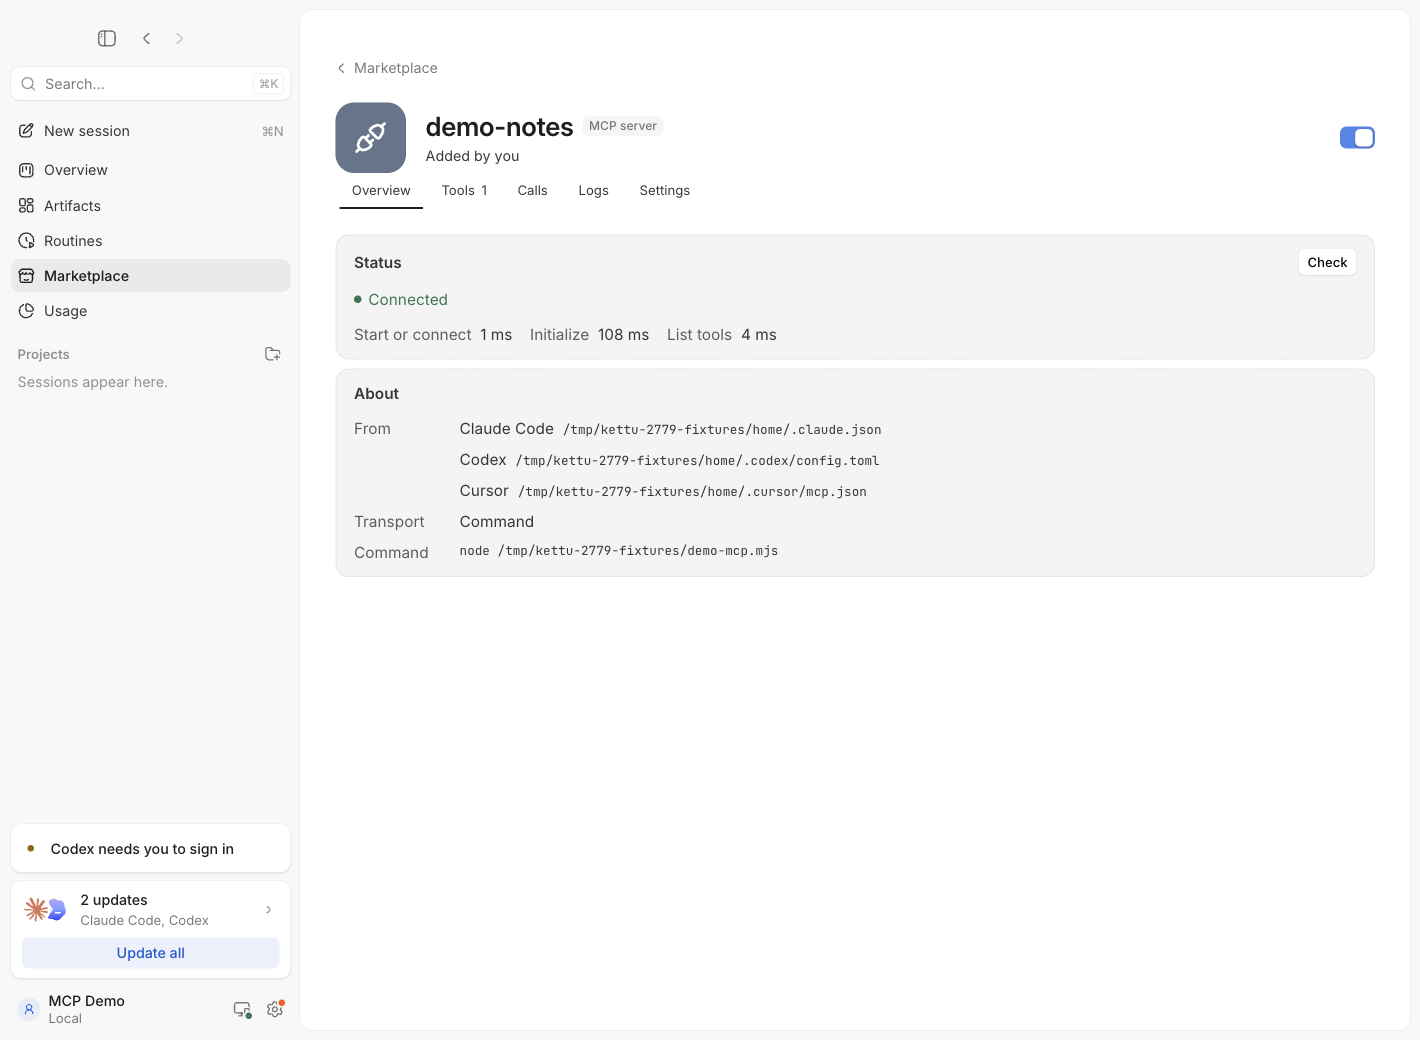 Search...
⌘K
New session
⌘N
Overview
Artifacts
Routines
Marketplace
Usage
Projects
Sessions appear here.
Codex needs you to sign in
2 updates
Claude Code, Codex
Update all
MCP Demo
Local
Marketplace
demo-notes MCP server
Added by you
Overview Tools 1 Calls Logs Settings
Status
Check
Connected
Start or connect 1 ms Initialize 108 ms List tools 4 ms
About
From Claude Code /tmp/kettu-2779-fixtures/home/.claude.json
Codex /tmp/kettu-2779-fixtures/home/.codex/config.toml
Cursor /tmp/kettu-2779-fixtures/home/.cursor/mcp.json
Transport Command
Command node /tmp/kettu-2779-fixtures/demo-mcp.mjs